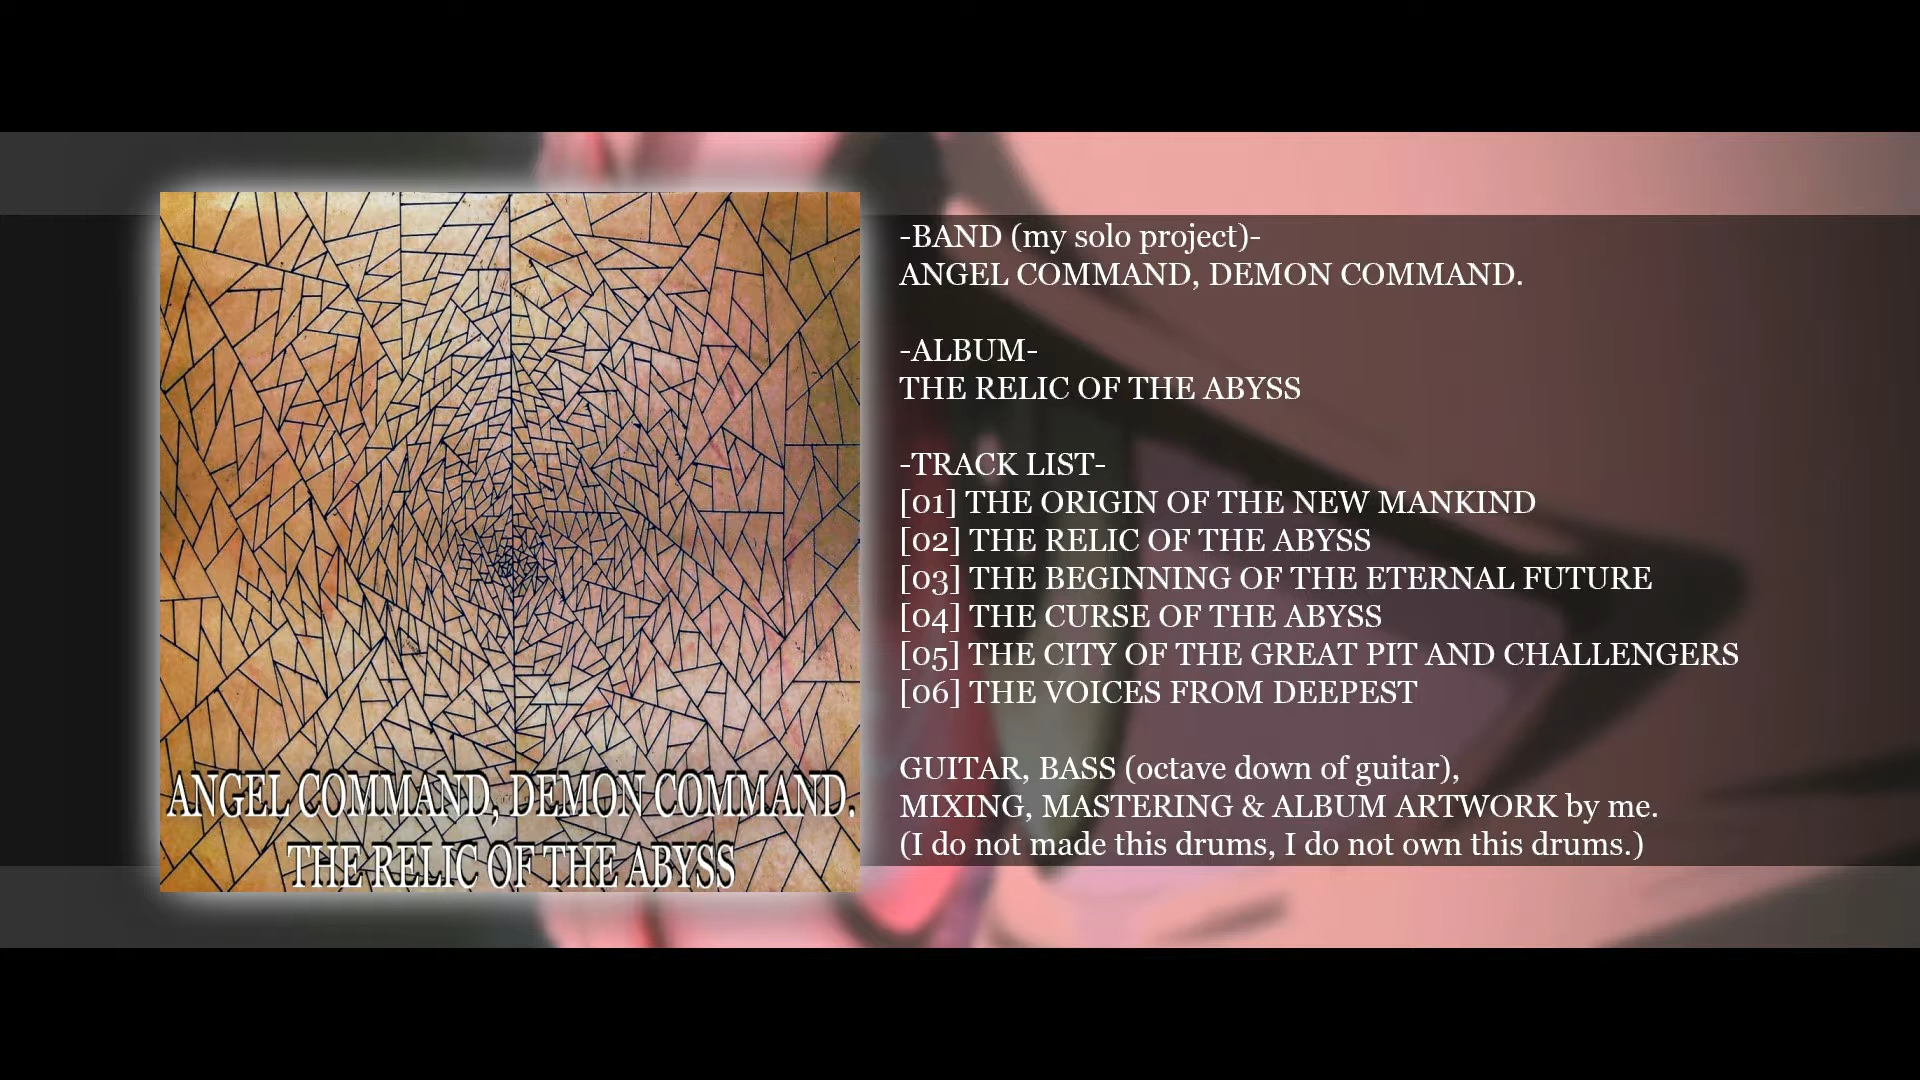 -BAND (my solo project)-
ANGEL COMMAND, DEMON COMMAND.
-ALBUM-
THE RELIC OF THE ABYSS
-TRACK LIST-
[01] THE ORIGIN OF THE NEW MANKIND
[02] THE RELIC OF THE ABYSS
[03] THE BEGINNING OF THE ETERNAL FUTURE
[04] THE CURSE OF THE ABYSS
[05] THE CITY OF THE GREAT PIT AND CHALLENGERS
[06] THE VOICES FROM DEEPEST
GUITAR, BASS (octave down of guitar),
MIXING, MASTERING & ALBUM ARTWORK by me.
(I do not made this drums, I do not own this drums.)
ANGEL COMMAND, DEMON COMMAND.
THE RELIC OF THE ABYSS